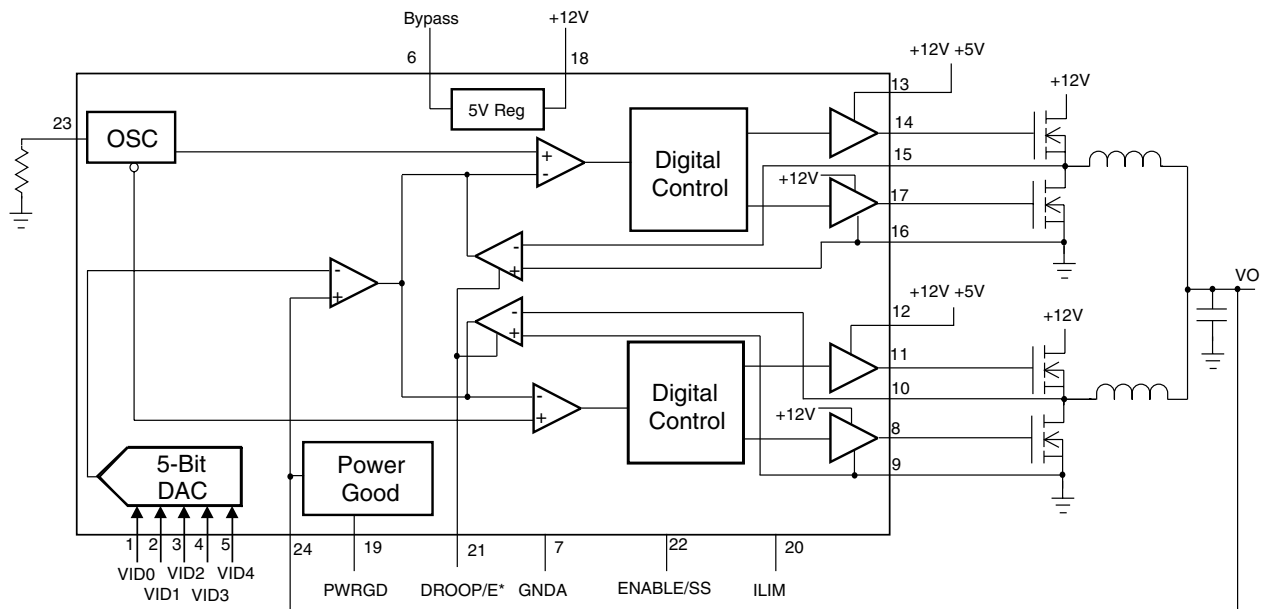 Bypass
+12V
6
18
+12V +5V
13
+12V
5V Reg
23
OSC
+
-
Digital
Control
14
15
+12V
17
-
+
16
-
+
VO
+12V +5V
12
+12V
-
+
11
10
Digital
Control
-
+
+12V
8
9
5-Bit
DAC
Power
Good
1
2
3
4
5
24
19
21
7
22
20
VID0
VID1
VID2
VID3
VID4
PWRGD
DROOP/E*
GNDA
ENABLE/SS
ILIM